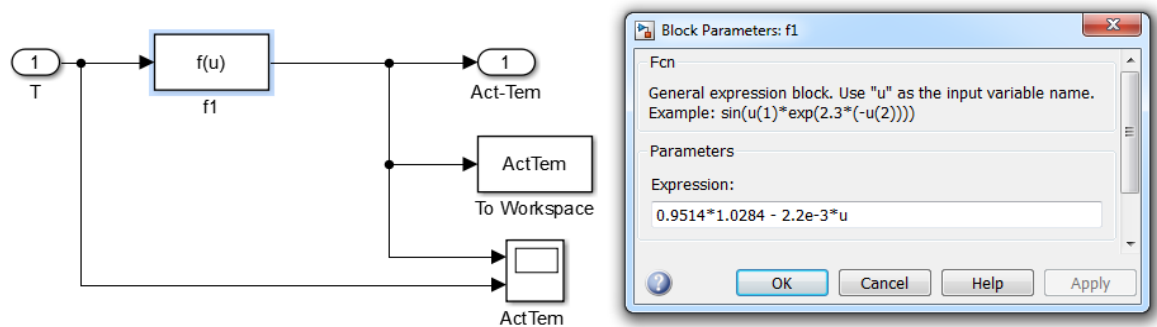 1
T
f(u)
f1
1
Act-Tem
ActTem
To Workspace
ActTem
Block Parameters: f1
Fcn
General expression block. Use "u" as the input variable name.
Example: sin(u(1)*exp(2.3*(-u(2))))
Parameters
Expression:
0.9514*1.0284 - 2.2e-3*u
?
OK Cancel Help Apply